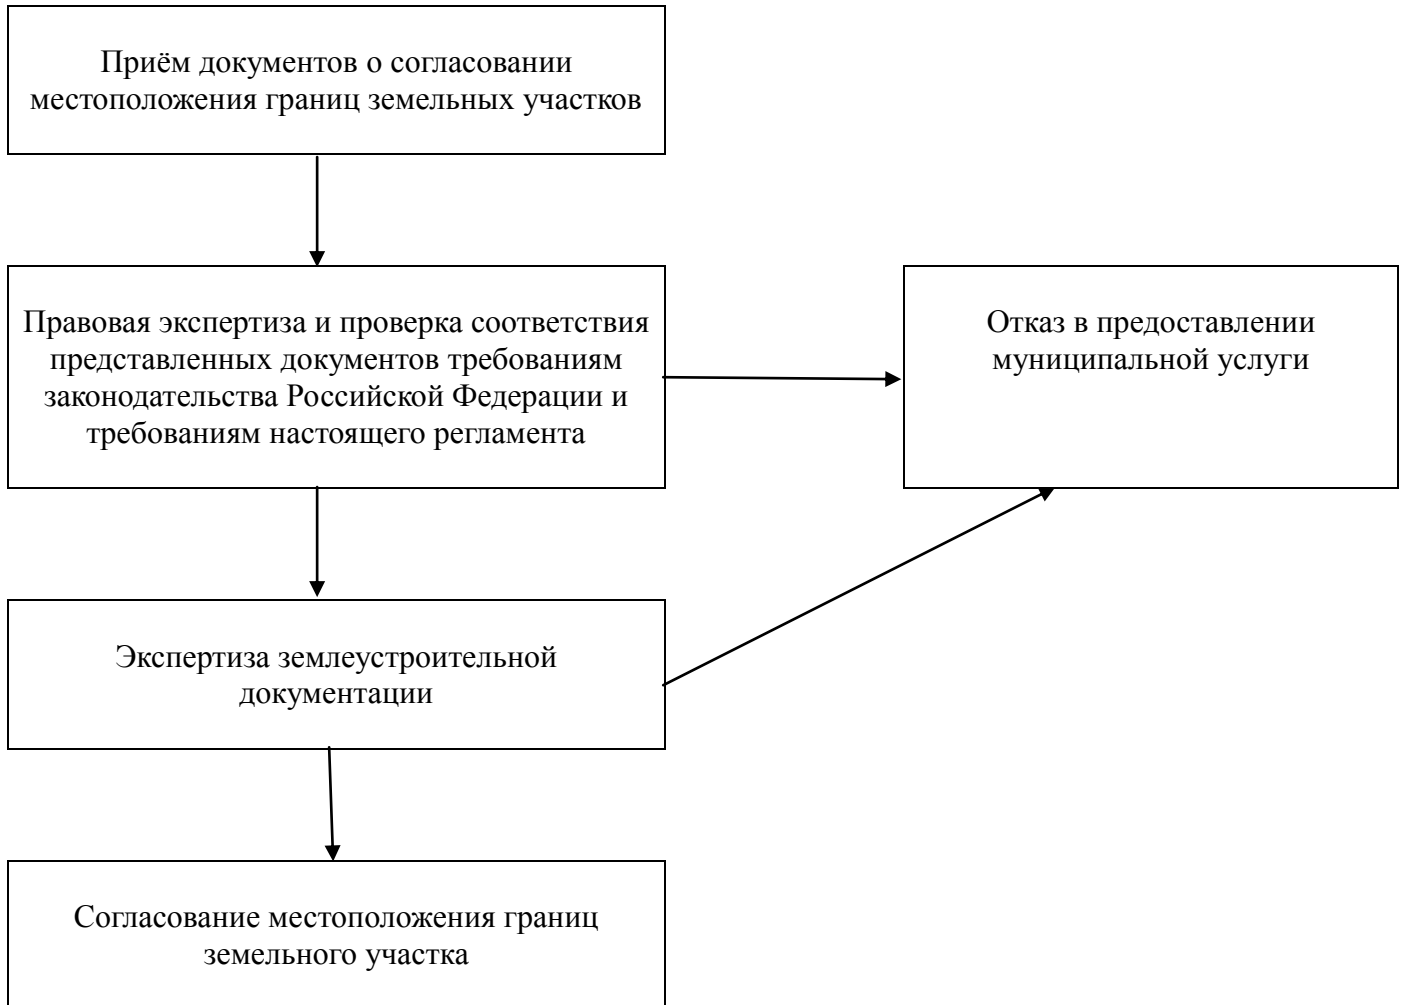 Приём документов о согласовании
местоположения границ земельных участков
Правовая экспертиза и проверка соответствия
представленных документов требованиям
законодательства Российской Федерации и
требованиям настоящего регламента
Отказ в предоставлении
муниципальной услуги
Экспертиза землеустроительной
документации
Согласование местоположения границ
земельного участка